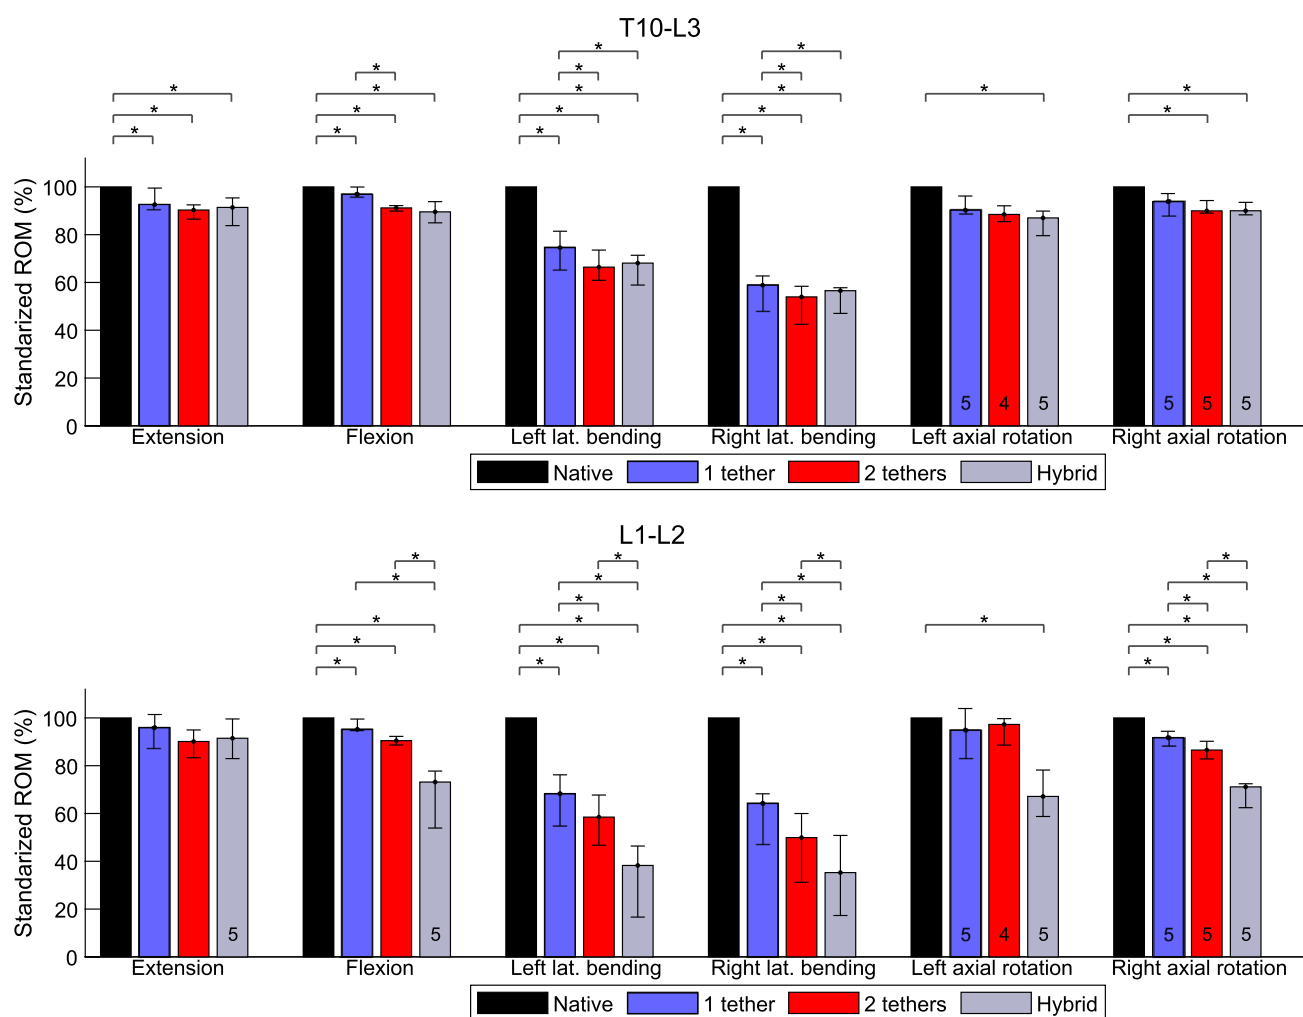 T10-L3
* * * * * *
* * * * * *
* * * * * * *
* * * * *
* * * *
Standarized ROM (%)
100
80
60
40
20
0
5 4 5 5 5 5
Extension Flexion Left lat. bending Right lat. bending Left axial rotation Right axial rotation
Native 1 tether 2 tethers Hybrid
L1-L2
* * * *
* * * *
* * *
* * * * *
* * * *
* * * *
Standarized ROM (%)
100
80
60
40
20
0
5 5 5 4 5 5 5 5
Extension Flexion Left lat. bending Right lat. bending Left axial rotation Right axial rotation
Native 1 tether 2 tethers Hybrid